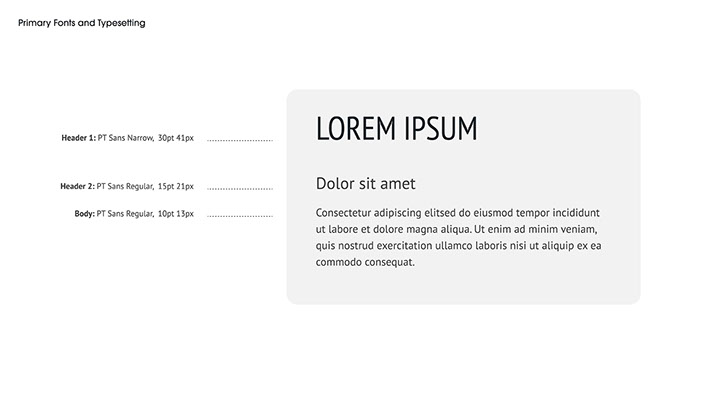 Primary Fonts and Typesetting
Header 1: PT Sans Narrow, 30pt 41px
LOREM IPSUM
Header 2: PT Sans Regular, 15pt 21px
Dolor sit amet
Body: PT Sans Regular, 10pt 13px
Consectetur adipiscing elitsed do eiusmod tempor incididunt
ut labore et dolore magna aliqua. Ut enim ad minim veniam,
quis nostrud exercitation ullamco laboris nisi ut aliquip ex ea
commodo consequat.